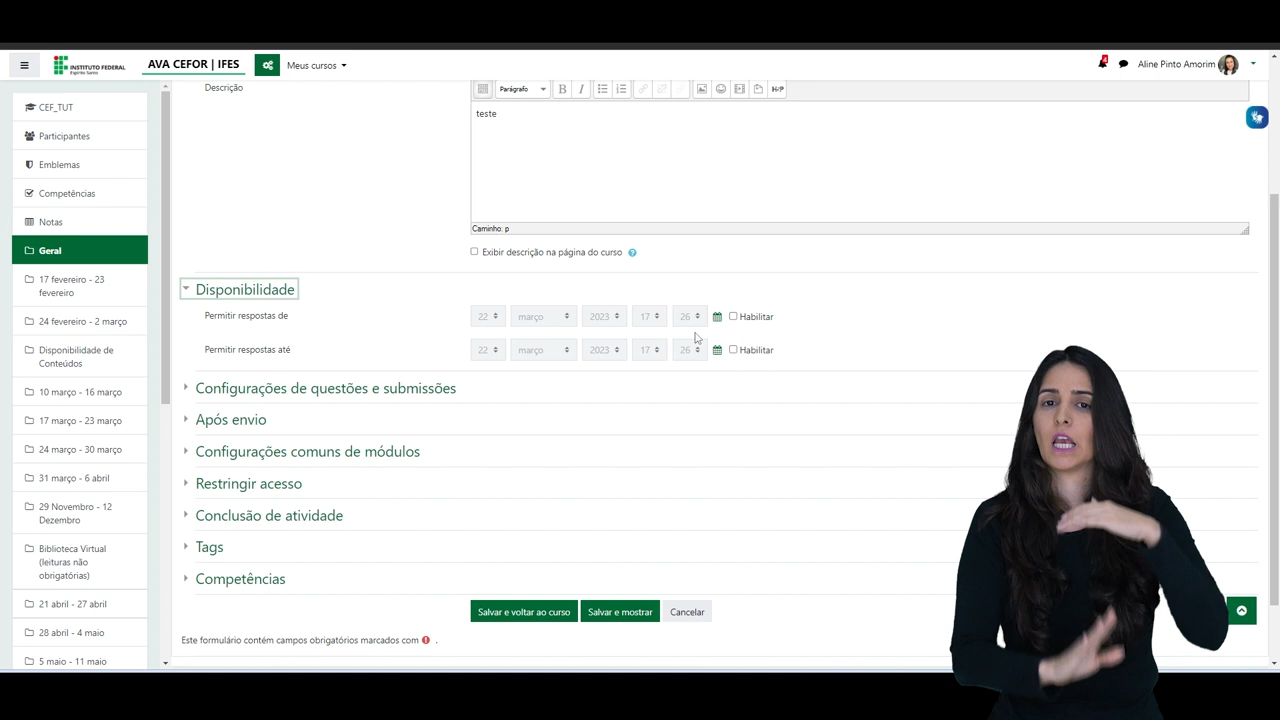 INSTITUTO FEDERAL
Espírito Santo
AVA CEFOR | IFES
Meus cursos
Aline Pinto Amorim
CEF_TUT
Participantes
Emblemas
Competências
Notas
Geral
17 fevereiro - 23
fevereiro
24 fevereiro - 2 março
Disponibilidade de
Conteúdos
10 março - 16 março
17 março - 23 março
24 março - 30 março
31 março - 6 abril
29 Novembro - 12
Dezembro
Biblioteca Virtual
(leituras não
obrigatórias)
21 abril - 27 abril
28 abril - 4 maio
5 maio - 11 maio
Descrição
Parágrafo B I H-P
teste
Caminho: p
Exibir descrição na página do curso
Disponibilidade
Permitir respostas de 22 março 2023 17 26 Habilitar
Permitir respostas até 22 março 2023 17 26 Habilitar
Configurações de questões e submissões
Após envio
Configurações comuns de módulos
Restringir acesso
Conclusão de atividade
Tags
Competências
Salvar e voltar ao curso Salvar e mostrar Cancelar
Este formulário contém campos obrigatórios marcados com .